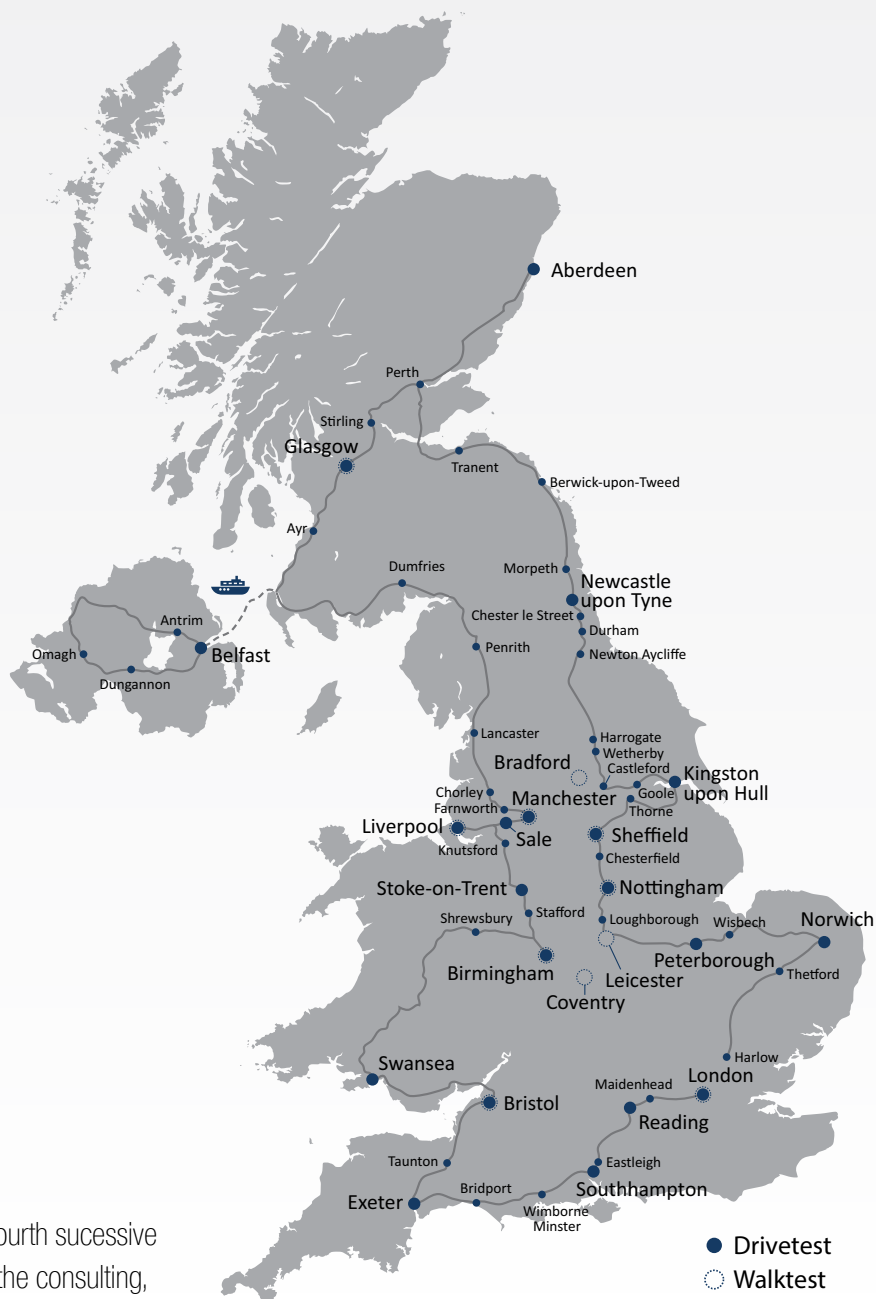 Aberdeen
Perth
Stirling
Glasgow
Tranent
Berwick-upon-Tweed
Ayr
Dumfries
Morpeth
Newcastle
upon Tyne
Chester le Street
Antrim
Durham
Omagh
Belfast
Penrith
Newton Aycliffe
Dungannon
Lancaster
Harrogate
Wetherby
Bradford
Castleford
Kingston
upon Hull
Chorley
Manchester
Goole
Farnworth
Thorne
Liverpool
Sale
Sheffield
Knutsford
Chesterfield
Stoke-on-Trent
Nottingham
Shrewsbury
Stafford
Loughborough
Wisbech
Norwich
Peterborough
Birmingham
Leicester
Thetford
Coventry
Harlow
Swansea
London
Maidenhead
Bristol
Reading
Taunton
Eastleigh
Exeter
Bridport
Southhampton
Wimborne
Minster
ourth sucessive
the consulting,
Drivetest
Walktest